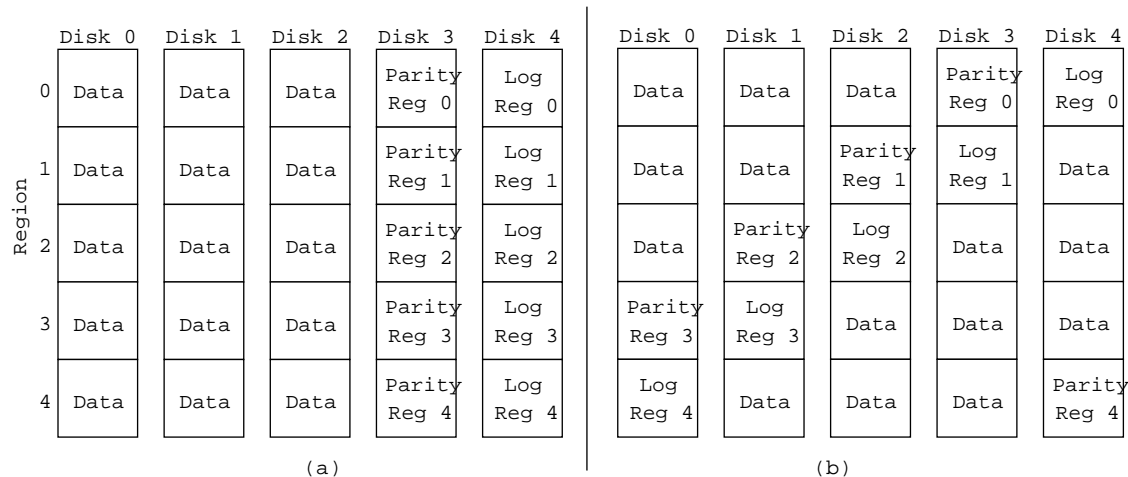 Disk 0 Disk 1 Disk 2 Disk 3 Disk 4
0 Data Data Data Parity Reg 0 Log Reg 0
1 Data Data Data Parity Reg 1 Log Reg 1
2 Data Data Data Parity Reg 2 Log Reg 2
3 Data Data Data Parity Reg 3 Log Reg 3
4 Data Data Data Parity Reg 4 Log Reg 4
Region
(a)
Disk 0 Disk 1 Disk 2 Disk 3 Disk 4
Data Data Data Parity Reg 0 Log Reg 0
Data Data Parity Reg 1 Log Reg 1 Data
Data Parity Reg 2 Log Reg 2 Data Data
Parity Reg 3 Log Reg 3 Data Data Data
Log Reg 4 Data Data Data Parity Reg 4
(b)